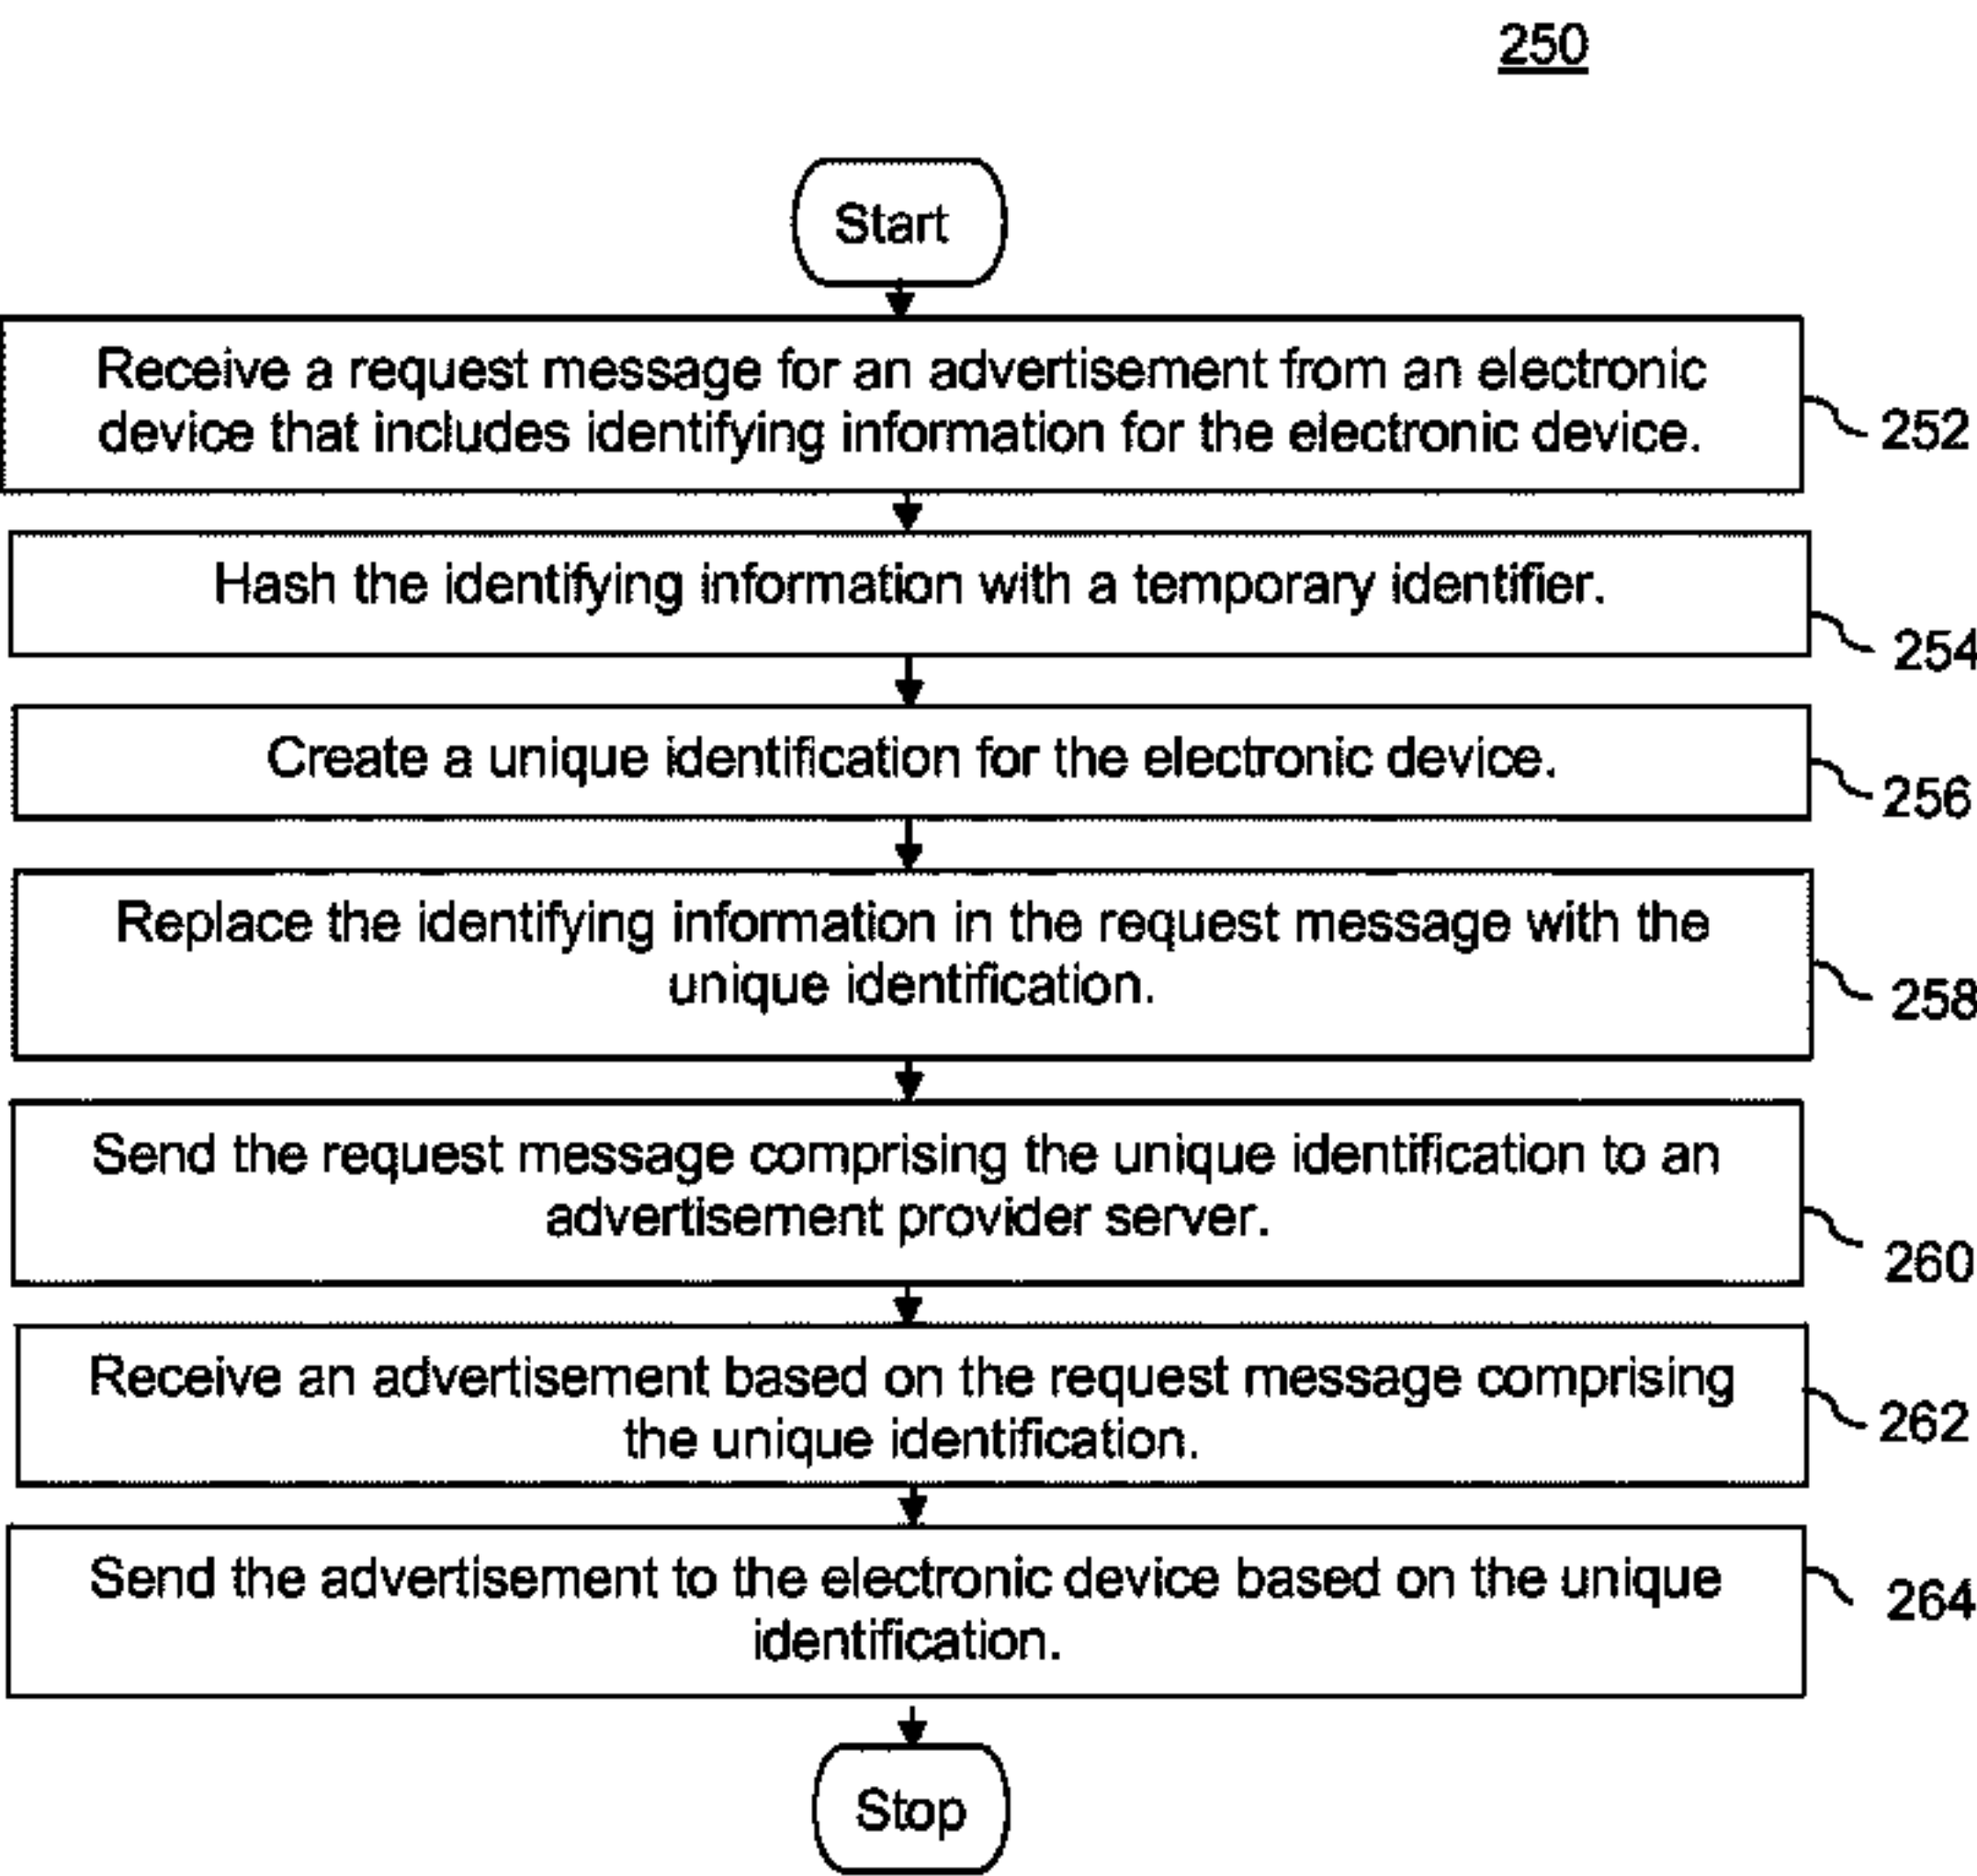 250
Start
Receive a request message for an advertisement from an electronic
device that includes identifying information for the electronic device.
252
Hash the identifying information with a temporary identifier.
254
Create a unique identification for the electronic device.
256
Replace the identifying information in the request message with the
unique identification.
258
Send the request message comprising the unique identification to an
advertisement provider server.
260
Receive an advertisement based on the request message comprising
the unique identification.
262
Send the advertisement to the electronic device based on the unique
identification.
264
Stop